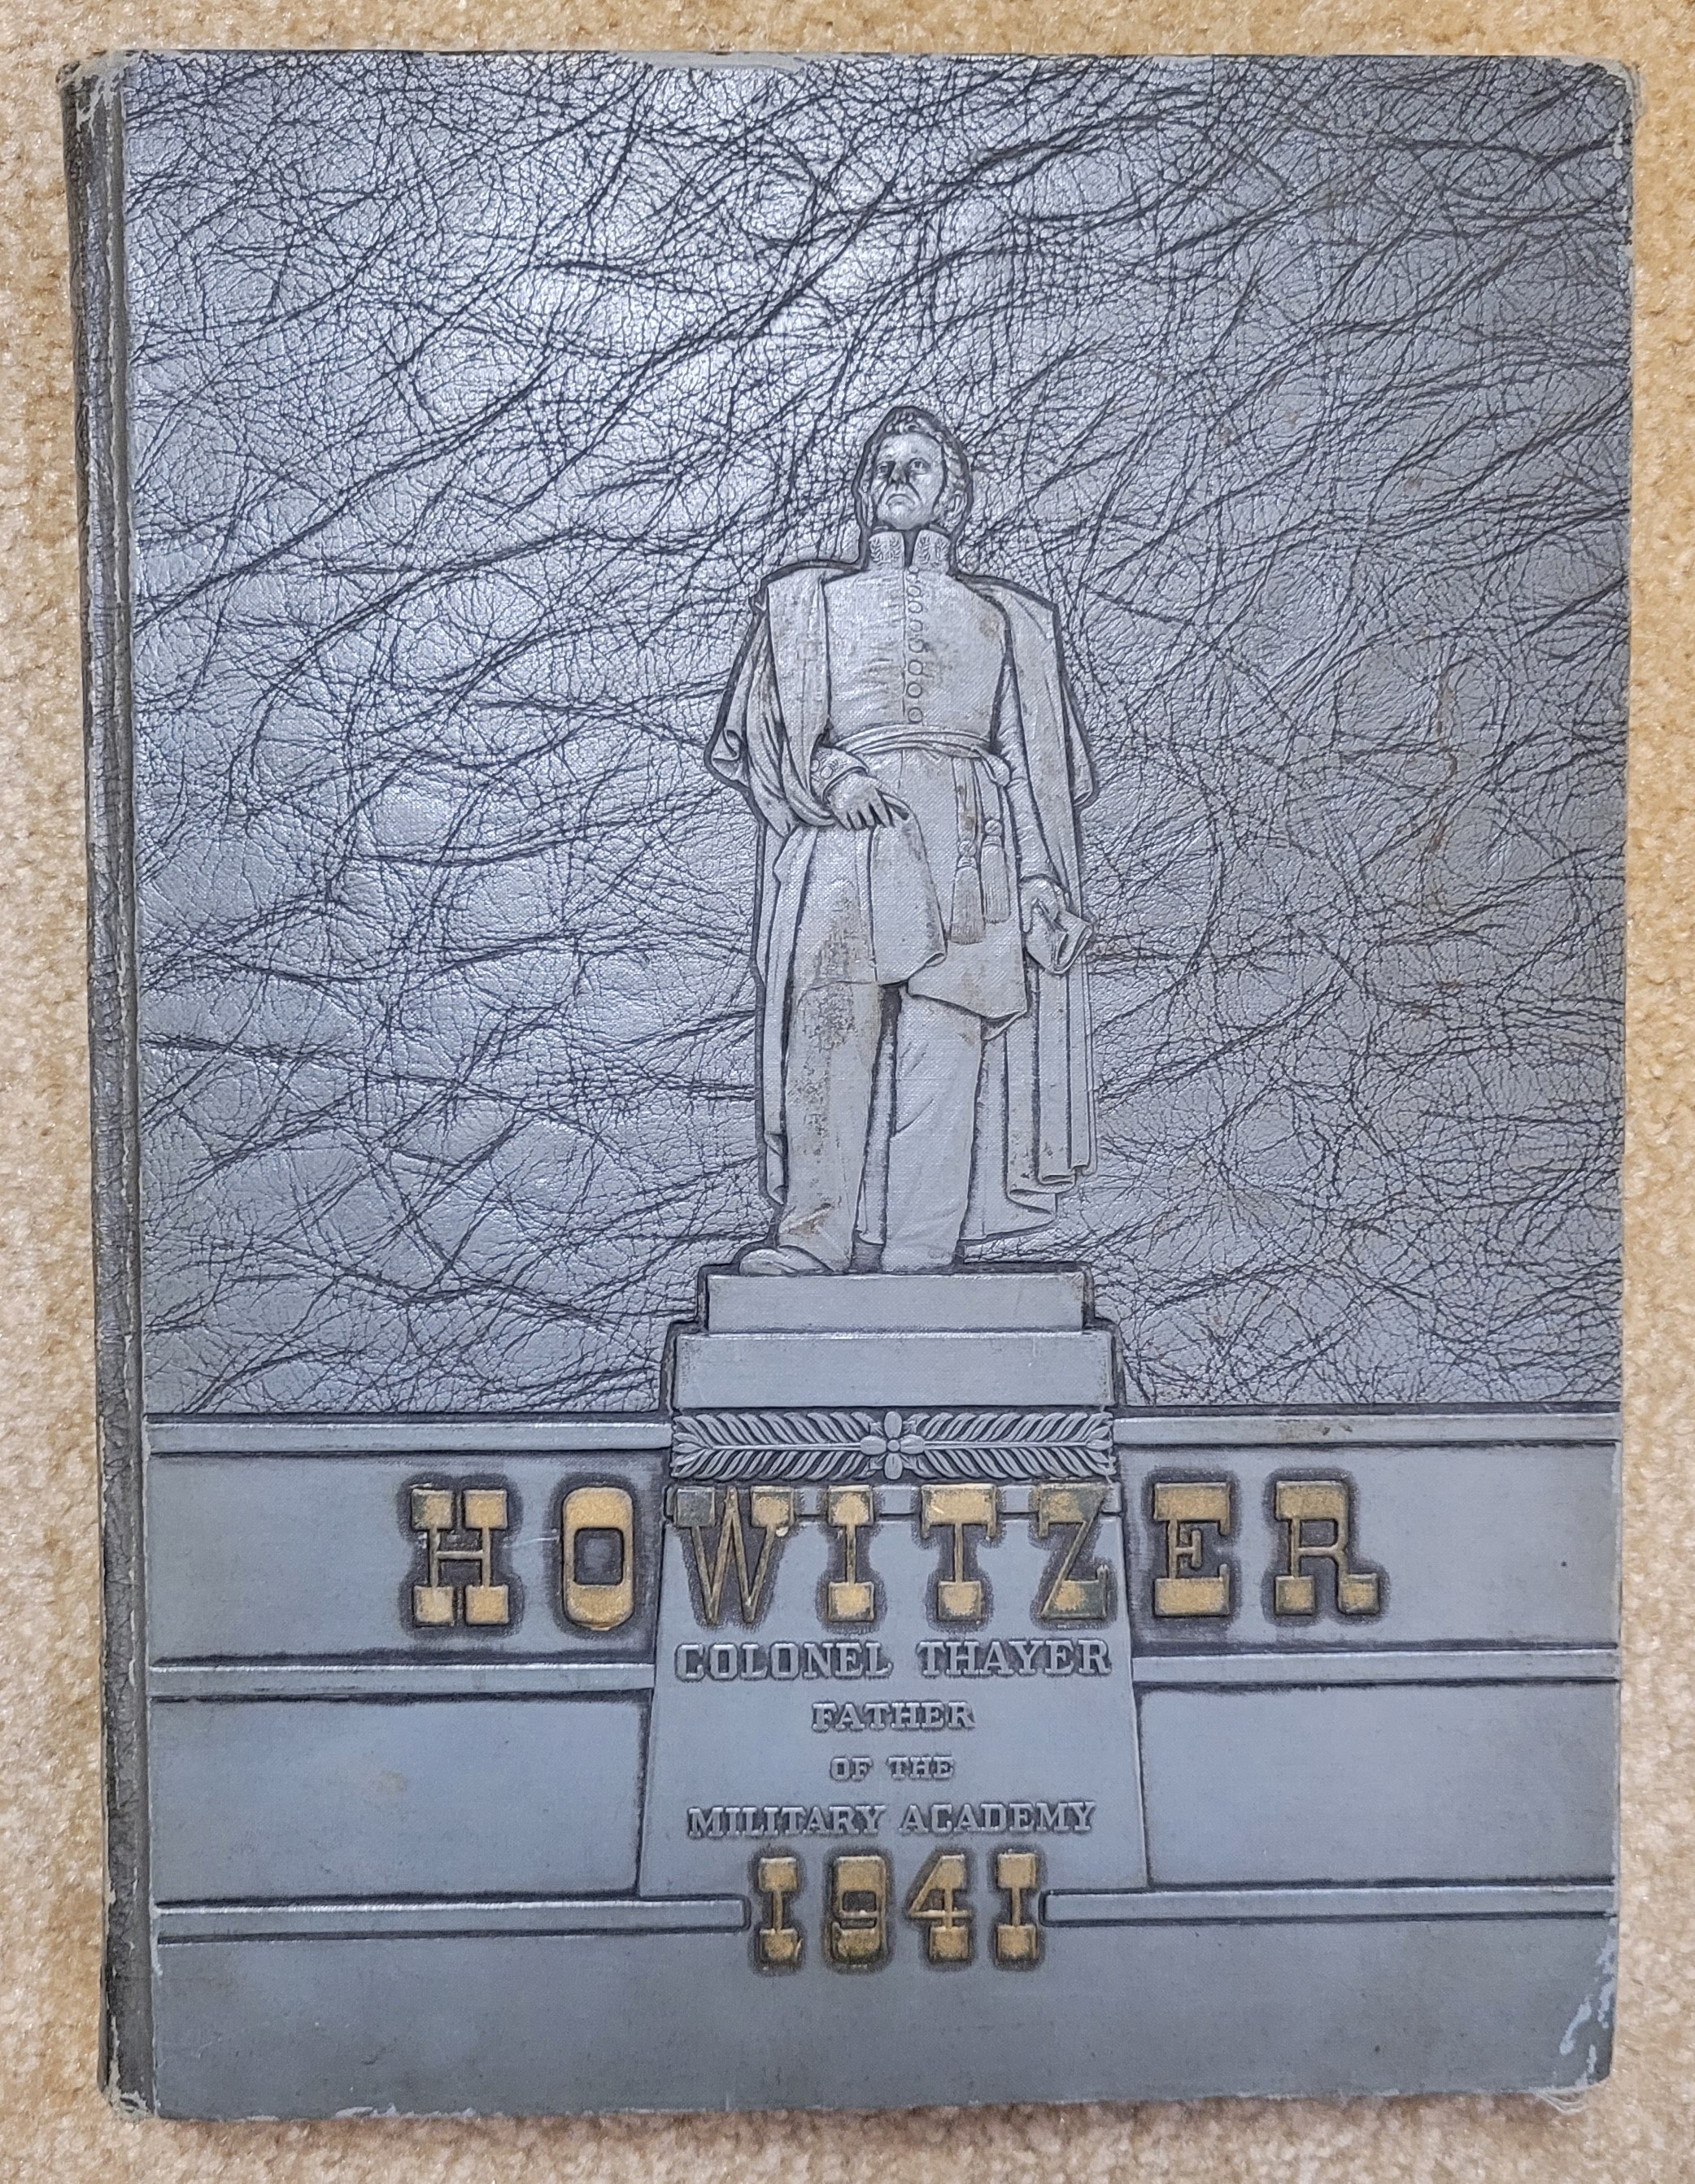 HOWITZER
COLONEL THAYER
FATHER
OF THE
MILITARY ACADEMY
1941